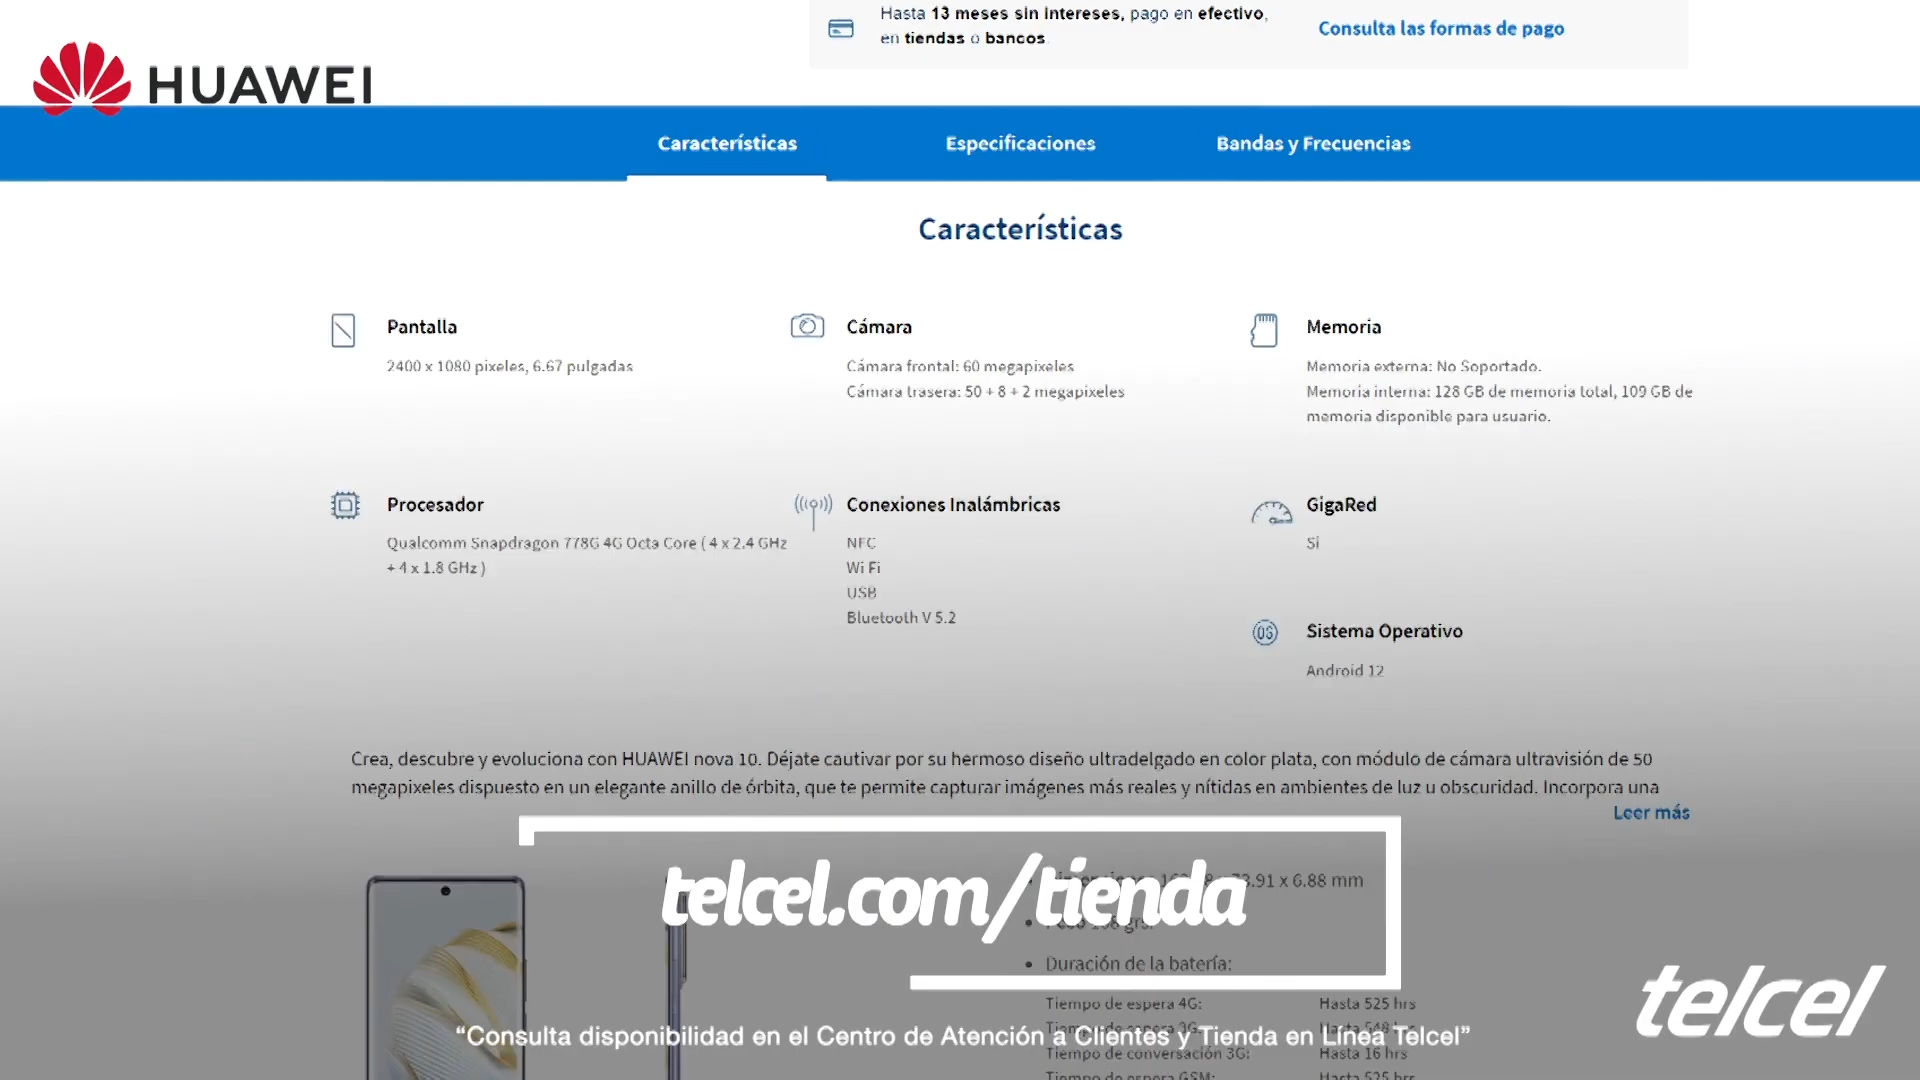 Hasta 13 meses sin intereses, pago en efectivo,
en tiendas o bancos
Consulta las formas de pago
HUAWEI
Características
Especificaciones
Bandas y Frecuencias
Características
Pantalla
2400 x 1080 pixeles, 6.67 pulgadas
Cámara
Cámara frontal: 60 megapixeles
Cámara trasera: 50 + 8 + 2 megapixeles
Memoria
Memoria externa: No Soportado.
Memoria interna: 128 GB de memoria total, 109 GB de
memoria disponible para usuario.
Procesador
Qualcomm Snapdragon 778G 4G Octa Core ( 4 x 2.4 GHz
+ 4 x 1.8 GHz )
Conexiones Inalámbricas
NFC
Wi Fi
USB
Bluetooth V 5.2
GigaRed
Si
OS
Sistema Operativo
Android 12
Crea, descubre y evoluciona con HUAWEI nova 10. Déjate cautivar por su hermoso diseño ultradelgado en color plata, con módulo de cámara ultravisión de 50
megapixeles dispuesto en un elegante anillo de órbita, que te permite capturar imágenes más reales y nítidas en ambientes de luz u obscuridad. Incorpora una
Leer más
telcel.com/tienda
x 6.88 mm
• Duración de la batería:
Tiempo de espera 4G: Hasta 525 hrs
"Consulta disponibilidad en el Centro de Atención a Clientes y Tienda en Línea Telcel"
Tiempo de conversación 3G: Hasta 16 hrs
Tiempo de espera GSM: Hasta 525 hrs
telcel